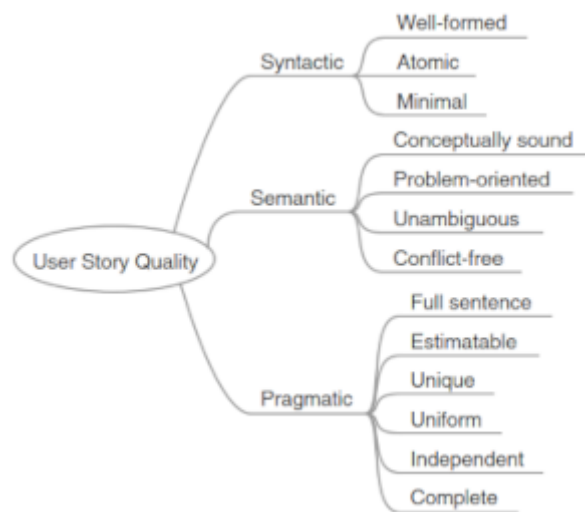 User Story Quality
Syntactic
Well-formed
Atomic
Minimal
Semantic
Conceptually sound
Problem-oriented
Unambiguous
Conflict-free
Pragmatic
Full sentence
Estimatable
Unique
Uniform
Independent
Complete